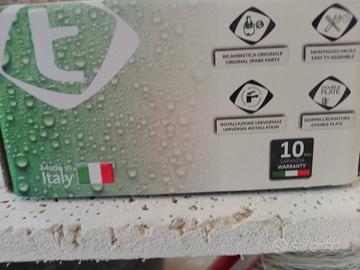 t
RICAMBISTICA ORIGINALE
ORIGINAL SPARE PARTS
MONTAGGIO FACILE
EASY TO ASSEMBLE
INSTALLAZIONE UNIVERSALE
UNIVERSAL INSTALLATION
DOUBLE
PLATE
DOPPIA CROMATURA
DOUBLE PLATE
Made in
Italy
10
GARANZIA
WARRANTY
subito